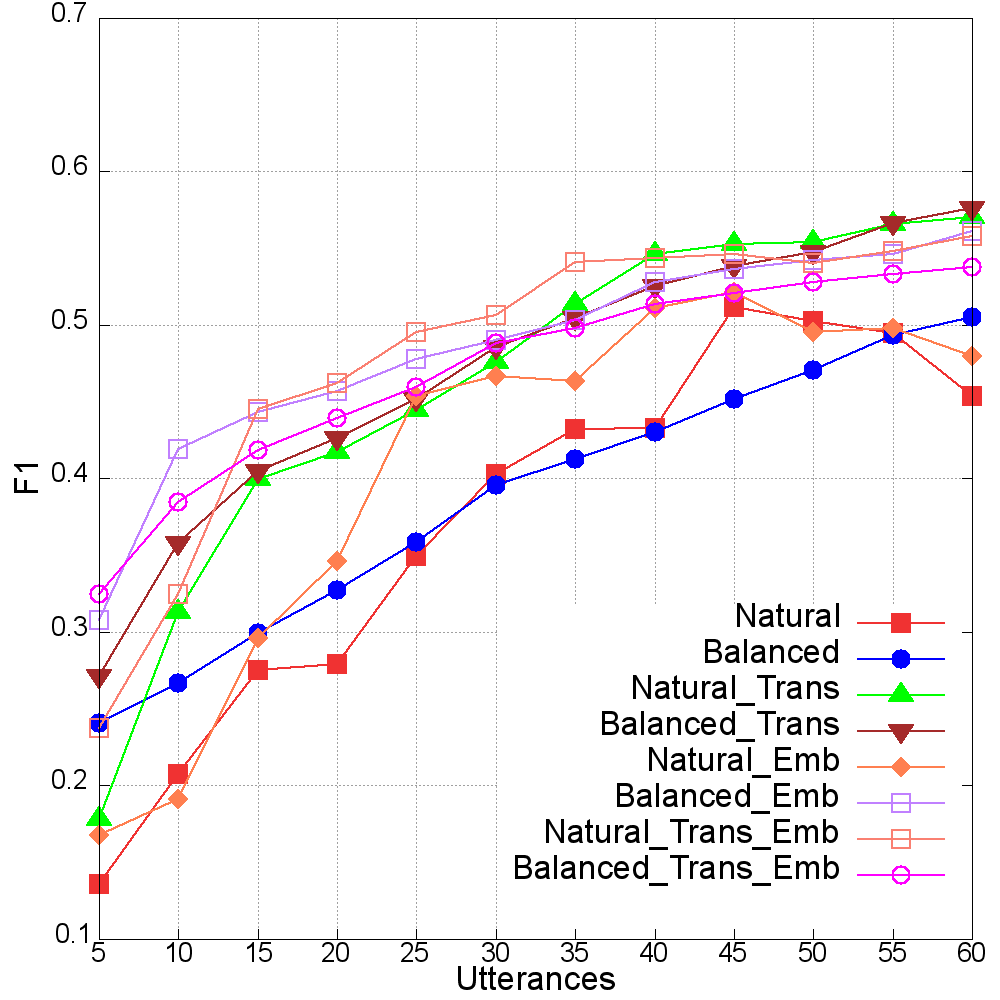 0.7
0.6
0.5
0.4
0.3
0.2
0.1
F1
Natural
Balanced
Natural_Trans
Balanced_Trans
Natural_Emb
Balanced_Emb
Natural_Trans_Emb
Balanced_Trans_Emb
5 10 15 20 25 30 35 40 45 50 55 60
Utterances